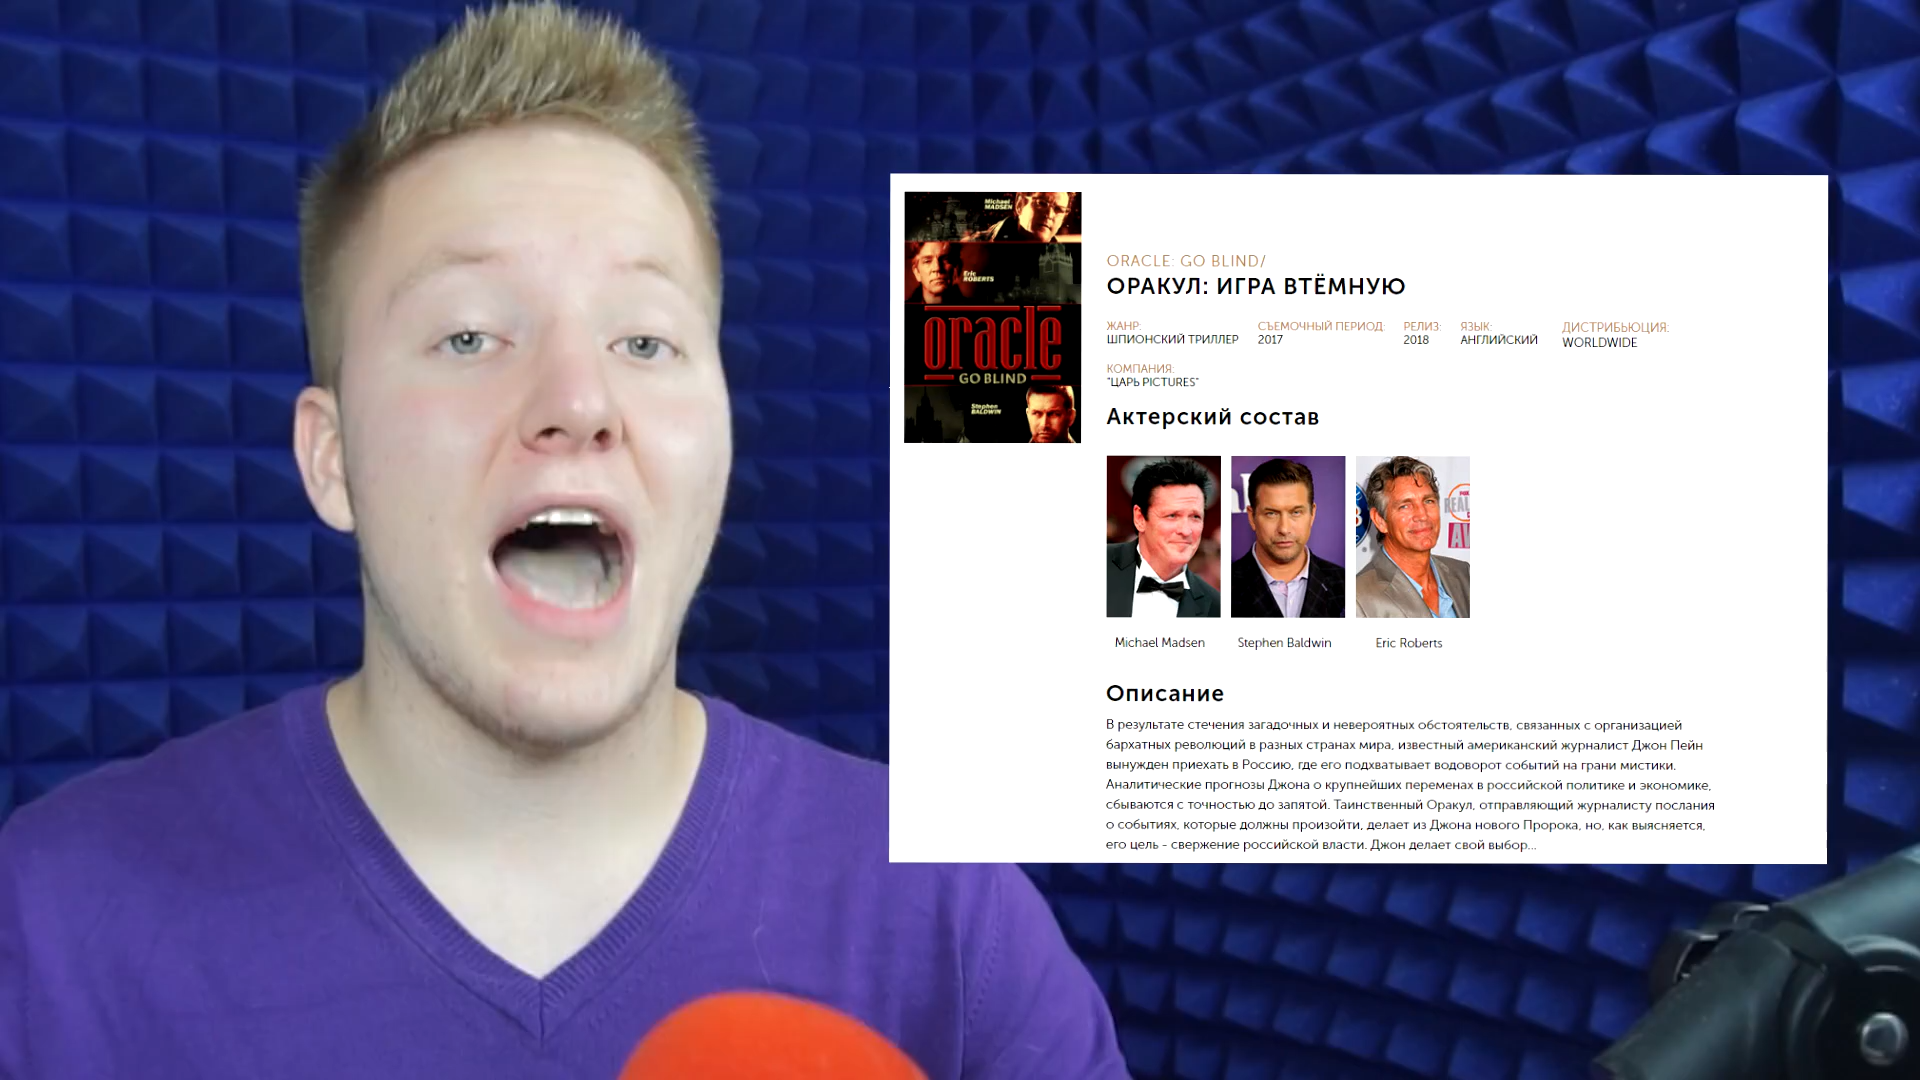 Michael
MADSEN
Eric
ROBERTS
oracle
GO BLIND
Stephen
BALDWIN
ORACLE: GO BLIND/
ОРАКУЛ: ИГРА ВТЁМНУЮ
ЖАНР: СЪЕМОЧНЫЙ ПЕРИОД: РЕЛИЗ: ЯЗЫК: ДИСТРИБЬЮЦИЯ:
ШПИОНСКИЙ ТРИЛЛЕР 2017 2018 АНГЛИЙСКИЙ WORLDWIDE
КОМПАНИЯ:
"ЦАРЬ PICTURES"
Актерский состав
REAL
Michael Madsen Stephen Baldwin Eric Roberts
Описание
В результате стечения загадочных и невероятных обстоятельств, связанных с организацией
бархатных революций в разных странах мира, известный американский журналист Джон Пейн
вынужден приехать в Россию, где его подхватывает водоворот событий на грани мистики.
Аналитические прогнозы Джона о крупнейших переменах в российской политике и экономике,
сбываются с точностью до запятой. Таинственный Оракул, отправляющий журналисту послания
о событиях, которые должны произойти, делает из Джона нового Пророка, но, как выясняется,
его цель - свержение российской власти. Джон делает свой выбор...